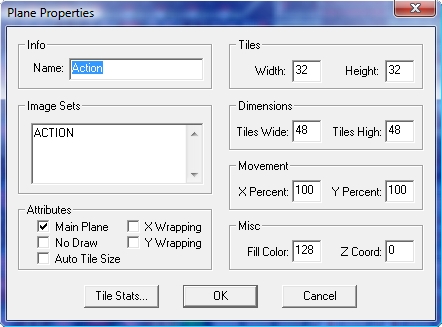 Plane Properties
Info
Name: Action
Image Sets
ACTION
Attributes
Main Plane X Wrapping
No Draw Y Wrapping
Auto Tile Size
Tiles
Width: 32 Height: 32
Dimensions
Tiles Wide: 48 Tiles High: 48
Movement
X Percent: 100 Y Percent: 100
Misc
Fill Color: 128 Z Coord: 0
Tile Stats... OK Cancel